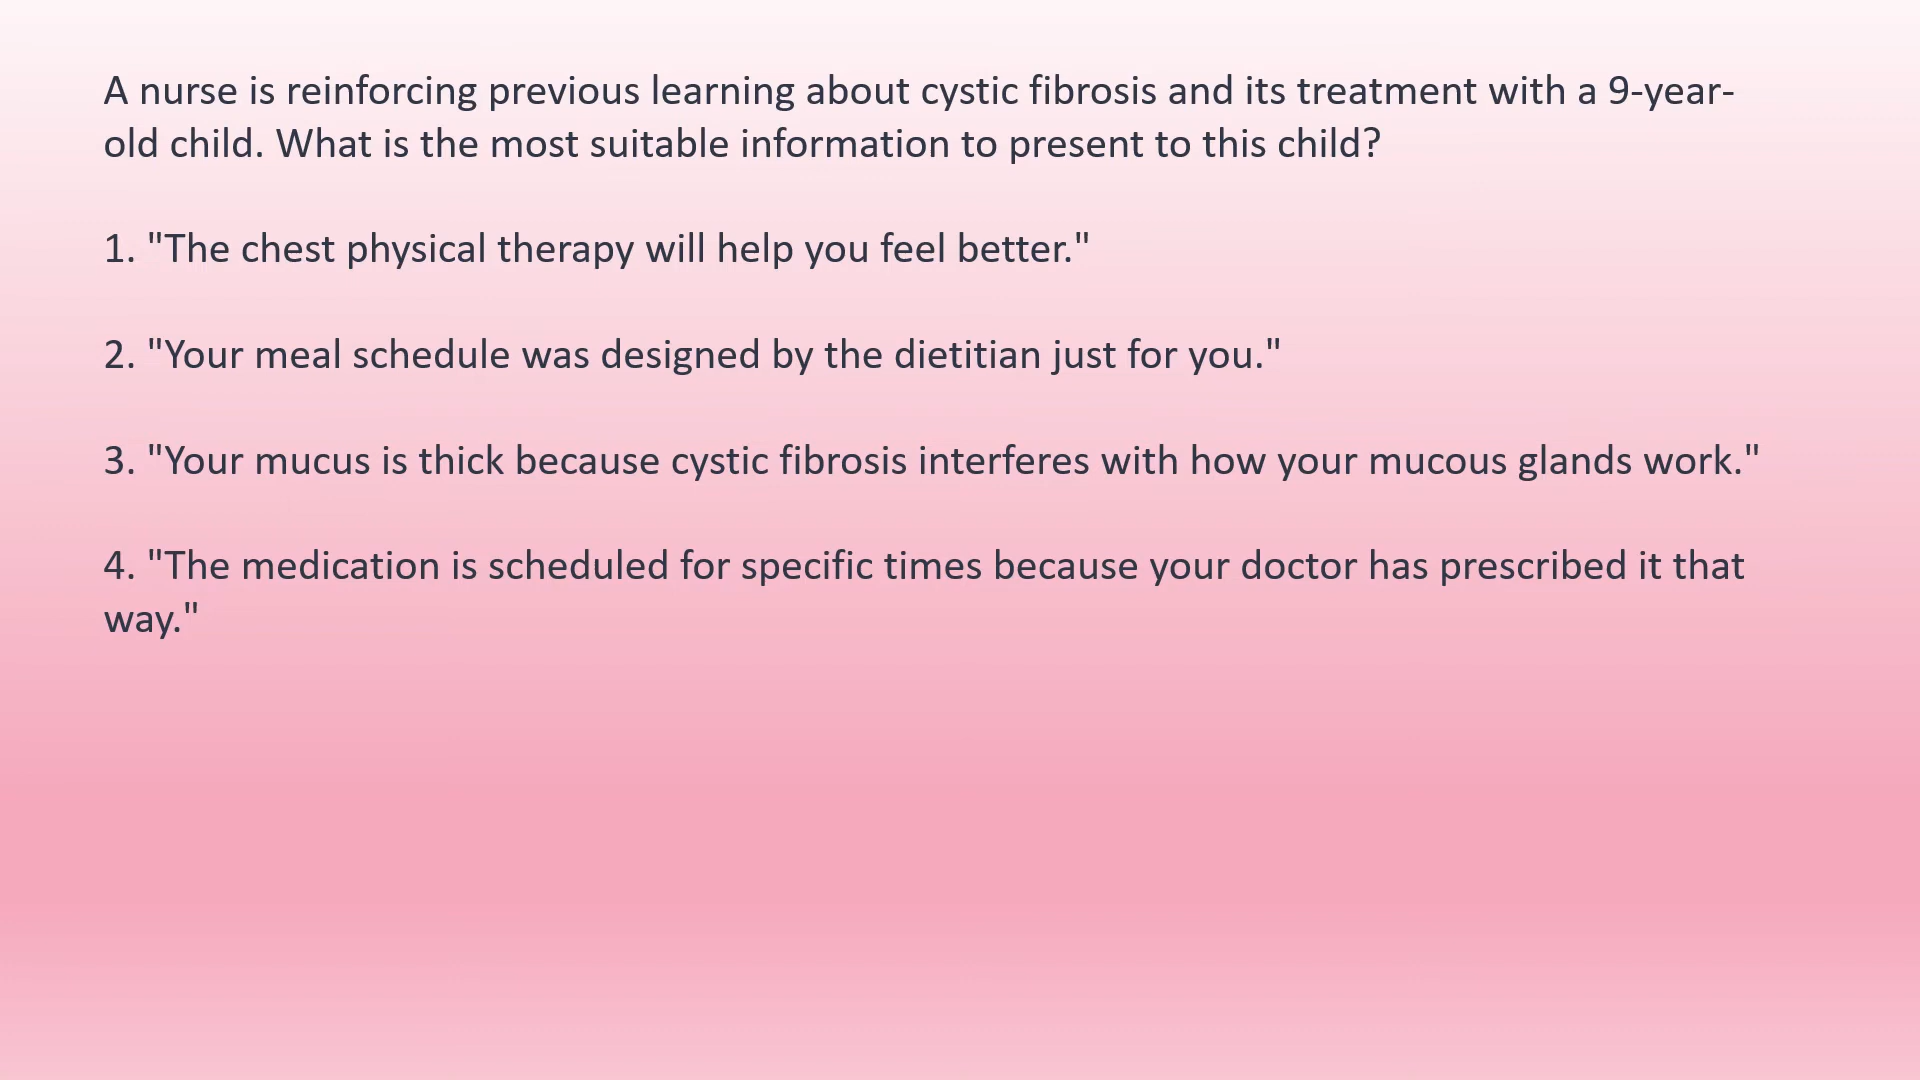 A nurse is reinforcing previous learning about cystic fibrosis and its treatment with a 9-year-
old child. What is the most suitable information to present to this child?
1. "The chest physical therapy will help you feel better."
2. "Your meal schedule was designed by the dietitian just for you."
3. "Your mucus is thick because cystic fibrosis interferes with how your mucous glands work."
4. "The medication is scheduled for specific times because your doctor has prescribed it that
way."